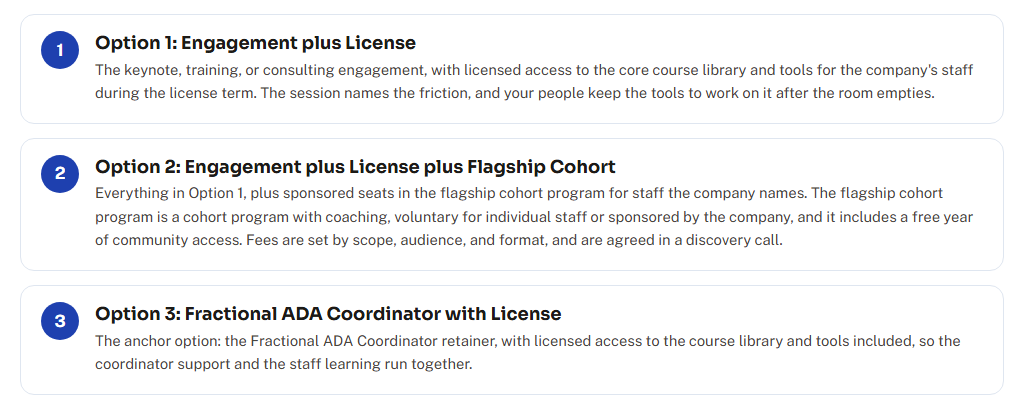 1
Option 1: Engagement plus License
The keynote, training, or consulting engagement, with licensed access to the core course library and tools for the company's staff
during the license term. The session names the friction, and your people keep the tools to work on it after the room empties.
2
Option 2: Engagement plus License plus Flagship Cohort
Everything in Option 1, plus sponsored seats in the flagship cohort program for staff the company names. The flagship cohort
program is a cohort program with coaching, voluntary for individual staff or sponsored by the company, and it includes a free year
of community access. Fees are set by scope, audience, and format, and are agreed in a discovery call.
3
Option 3: Fractional ADA Coordinator with License
The anchor option: the Fractional ADA Coordinator retainer, with licensed access to the course library and tools included, so the
coordinator support and the staff learning run together.